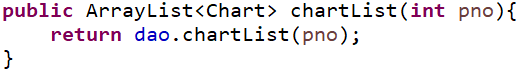 public ArrayList<Chart> chartList(int pno){
    return dao.chartList(pno);
}